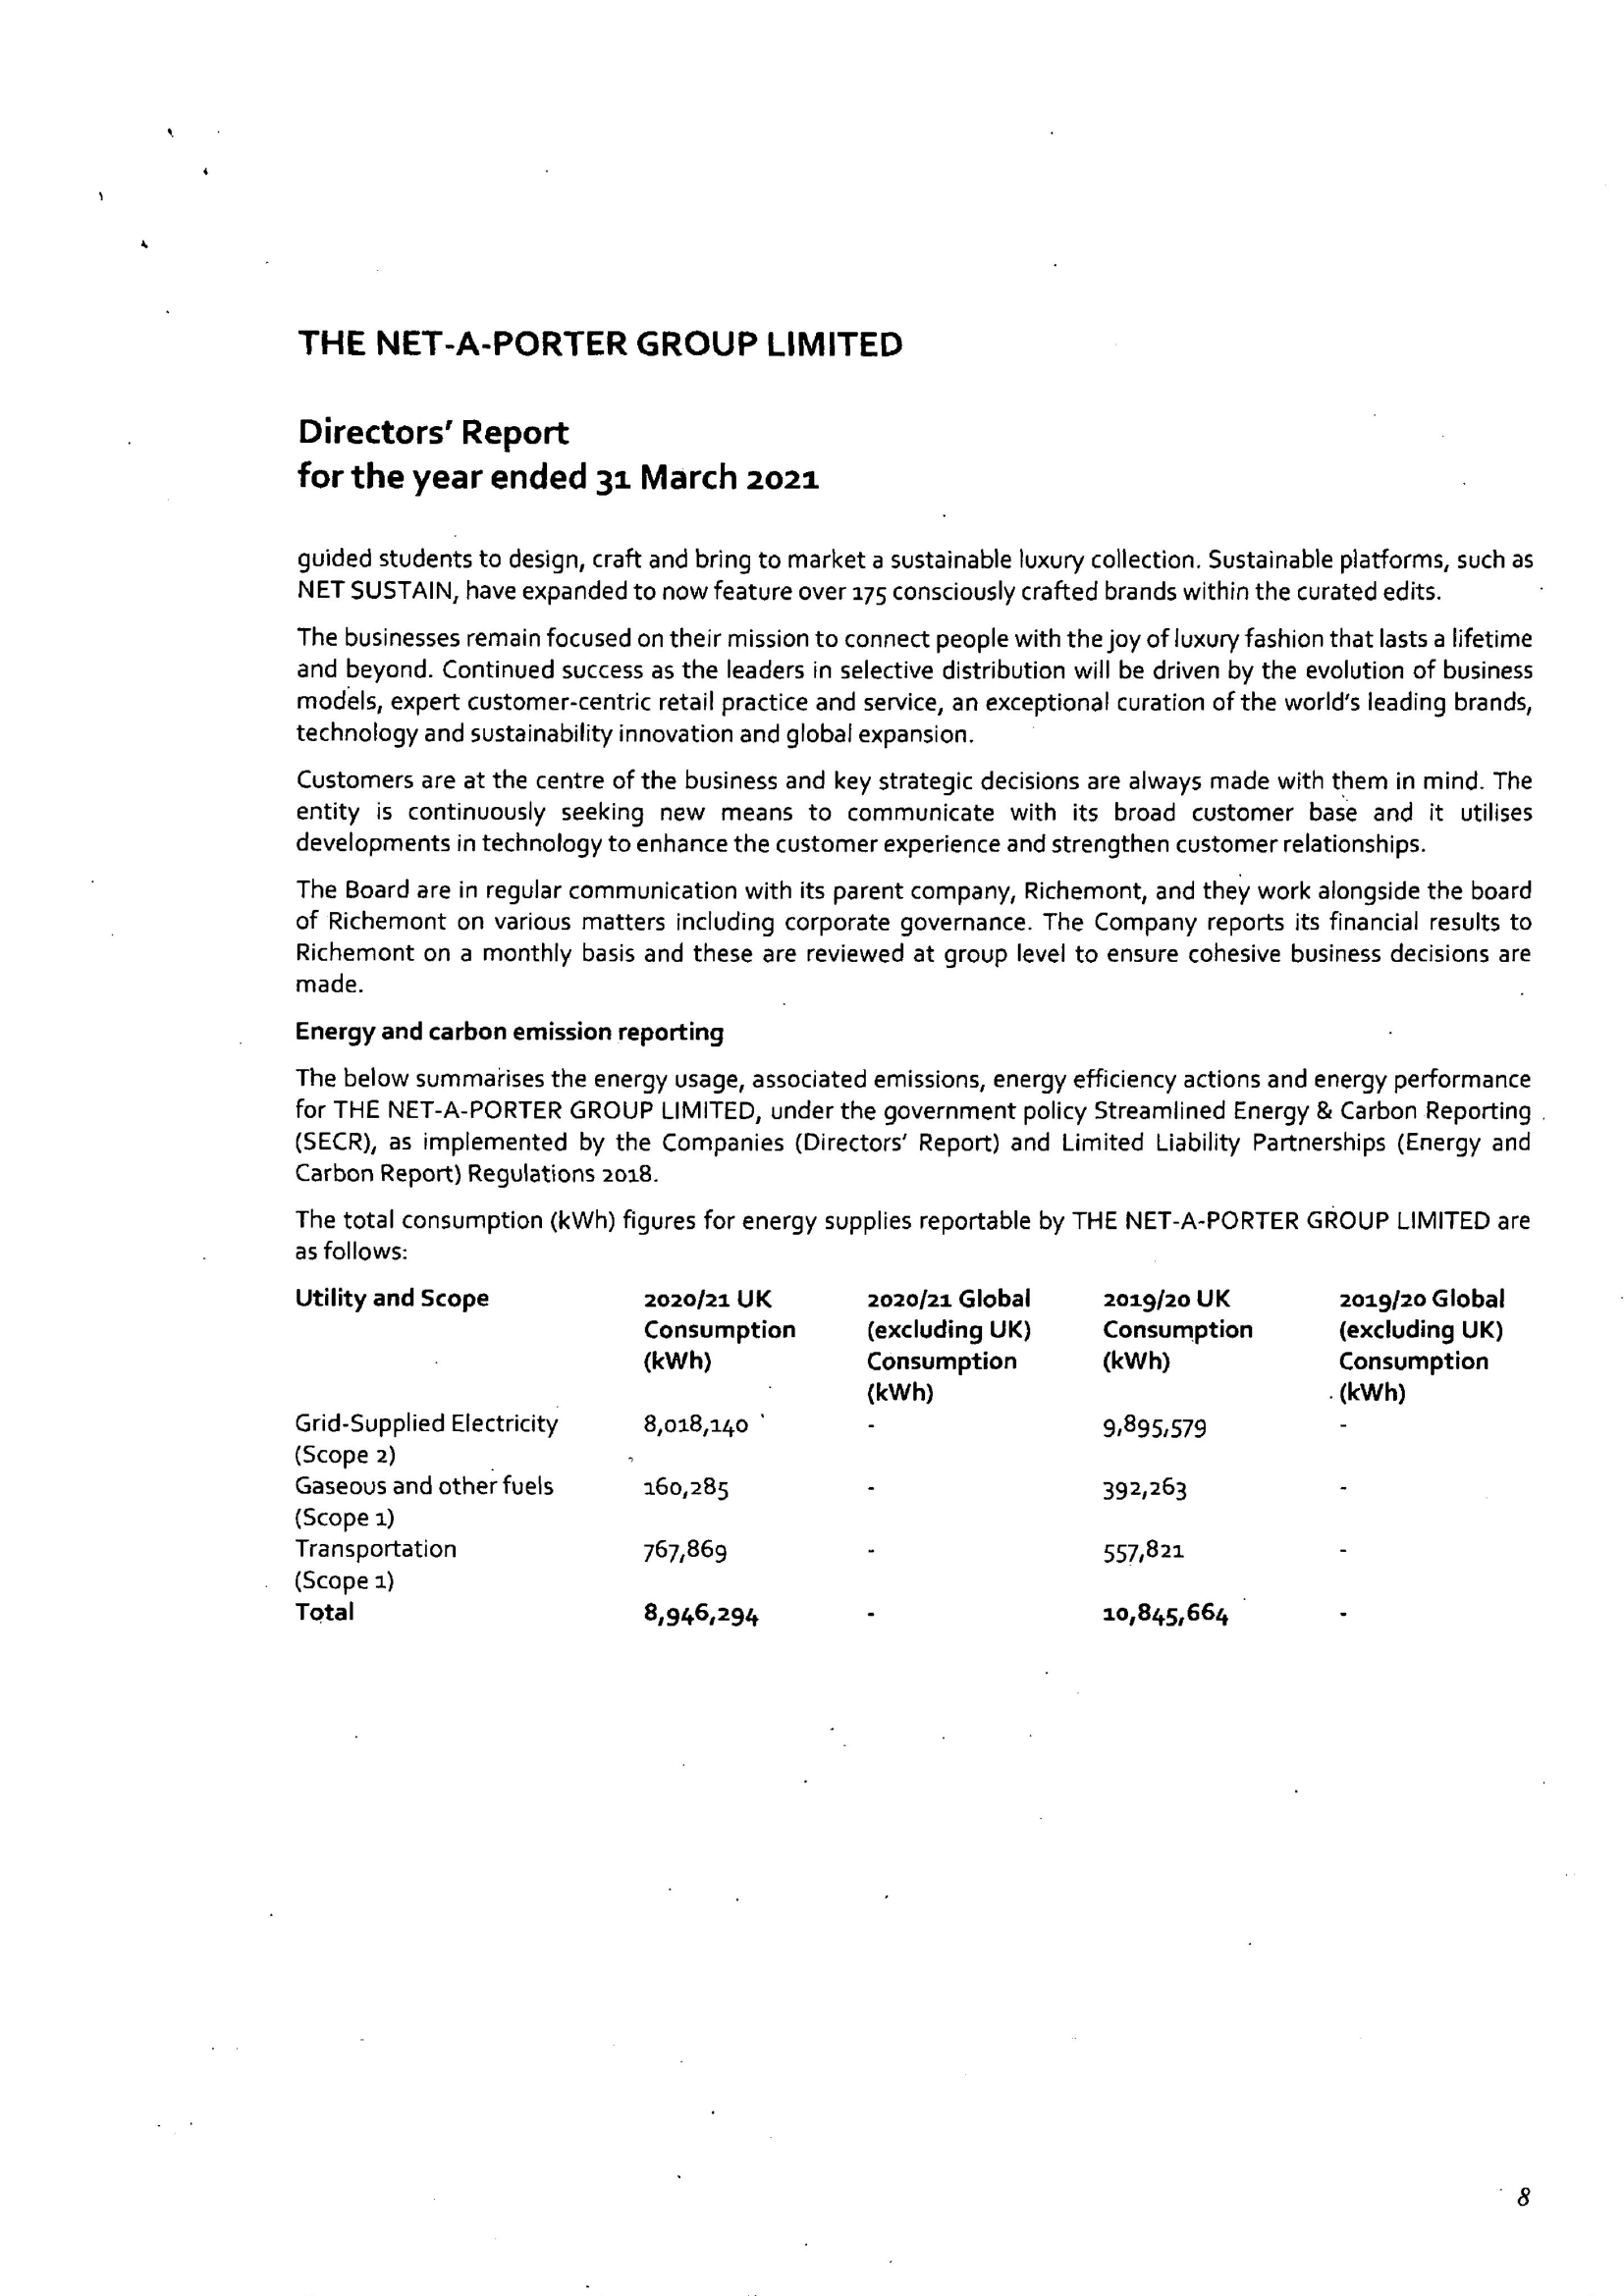 THE NET-A-PORTER GROUP LIMITED
Directors' Report
for the year ended 31 March 2021
guided students to design, craft and bring to market a sustainable luxury collection. Sustainable platforms, such as
NET SUSTAIN, have expanded to now feature over 175 consciously crafted brands within the curated edits.
The businesses remain focused on their mission to connect people with the joy of luxury fashion that lasts a lifetime
and beyond. Continued success as the leaders in selective distribution will be driven by the evolution of business
models, expert customer-centric retail practice and service, an exceptional curation of the world's leading brands,
technology and sustainability innovation and global expansion.
Customers are at the centre of the business and key strategic decisions are always made with them in mind. The
entity is continuously seeking new means to communicate with its broad customer base and it utilises
developments in technology to enhance the customer experience and strengthen customer relationships.
The Board are in regular communication with its parent company, Richemont, and they work alongside the board
of Richemont on various matters including corporate governance. The Company reports its financial results to
Richemont on a monthly basis and these are reviewed at group level to ensure cohesive business decisions are
made.
Energy and carbon emission reporting
The below summarises the energy usage, associated emissions, energy efficiency actions and energy performance
for THE NET-A-PORTER GROUP LIMITED, under the government policy Streamlined Energy & Carbon Reporting
(SECR), as implemented by the Companies (Directors' Report) and Limited Liability Partnerships (Energy and
Carbon Report) Regulations 2018.
The total consumption (kWh) figures for energy supplies reportable by THE NET-A-PORTER GROUP LIMITED are
as follows:
Utility and Scope 2020/21 UK 2020/21 Global 2019/20 UK 2019/20 Global
Consumption (excluding UK) Consumption (excluding UK)
(kWh) Consumption (kWh) Consumption
(kWh) (kWh)
Grid-Supplied Electricity 8,018,140 - 9,895,579 -
(Scope 2)
Gaseous and other fuels 160,285 - 392,263 -
(Scope 1)
Transportation 767,869 - 557,821 -
(Scope 1)
Total 8,946,294 - 10,845,664 -
8